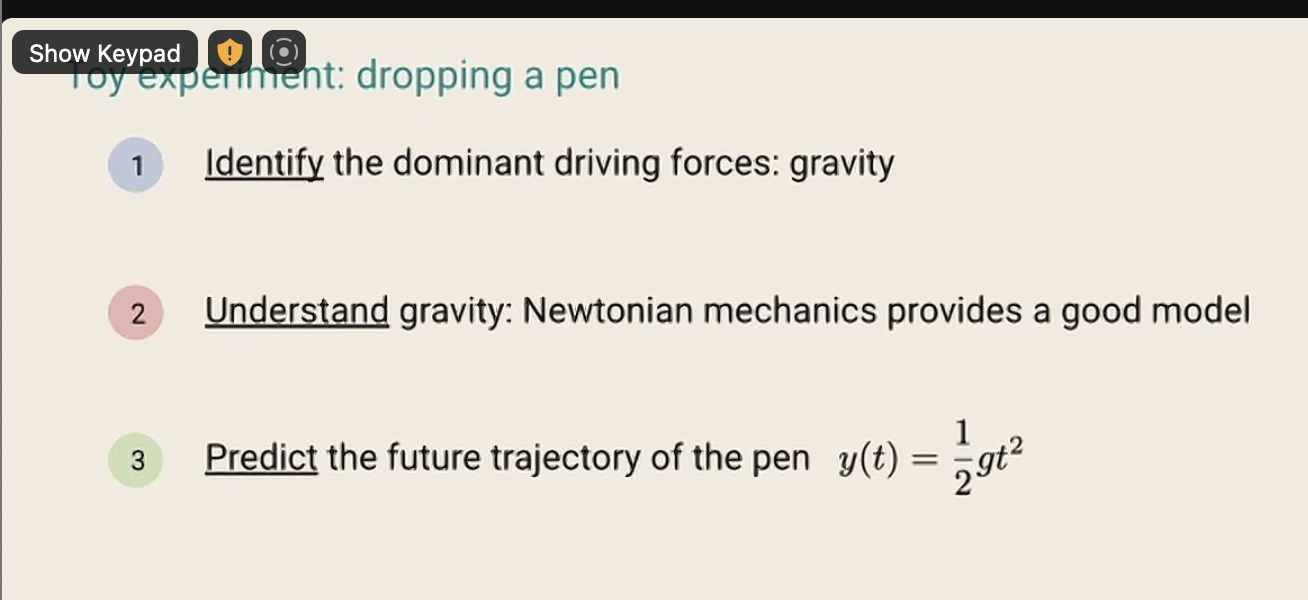 Show Keypad
Toy experiment: dropping a pen
1 Identify the dominant driving forces: gravity
2 Understand gravity: Newtonian mechanics provides a good model
3 Predict the future trajectory of the pen y(t) = \frac{1}{2}gt^2